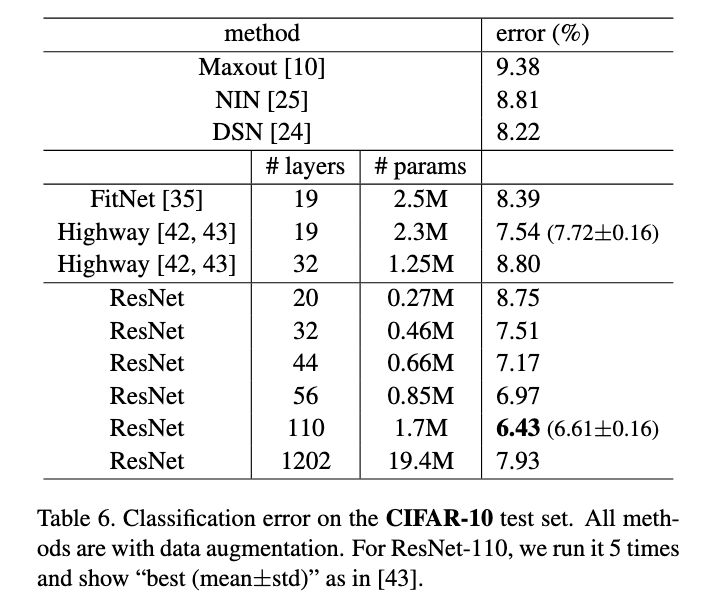 method error (%)
Maxout [10] 9.38
NIN [25] 8.81
DSN [24] 8.22
# layers # params
FitNet [35] 19 2.5M 8.39
Highway [42, 43] 19 2.3M 7.54 (7.72±0.16)
Highway [42, 43] 32 1.25M 8.80
ResNet 20 0.27M 8.75
ResNet 32 0.46M 7.51
ResNet 44 0.66M 7.17
ResNet 56 0.85M 6.97
ResNet 110 1.7M 6.43 (6.61±0.16)
ResNet 1202 19.4M 7.93
Table 6. Classification error on the CIFAR-10 test set. All meth-
ods are with data augmentation. For ResNet-110, we run it 5 times
and show “best (mean±std)” as in [43].